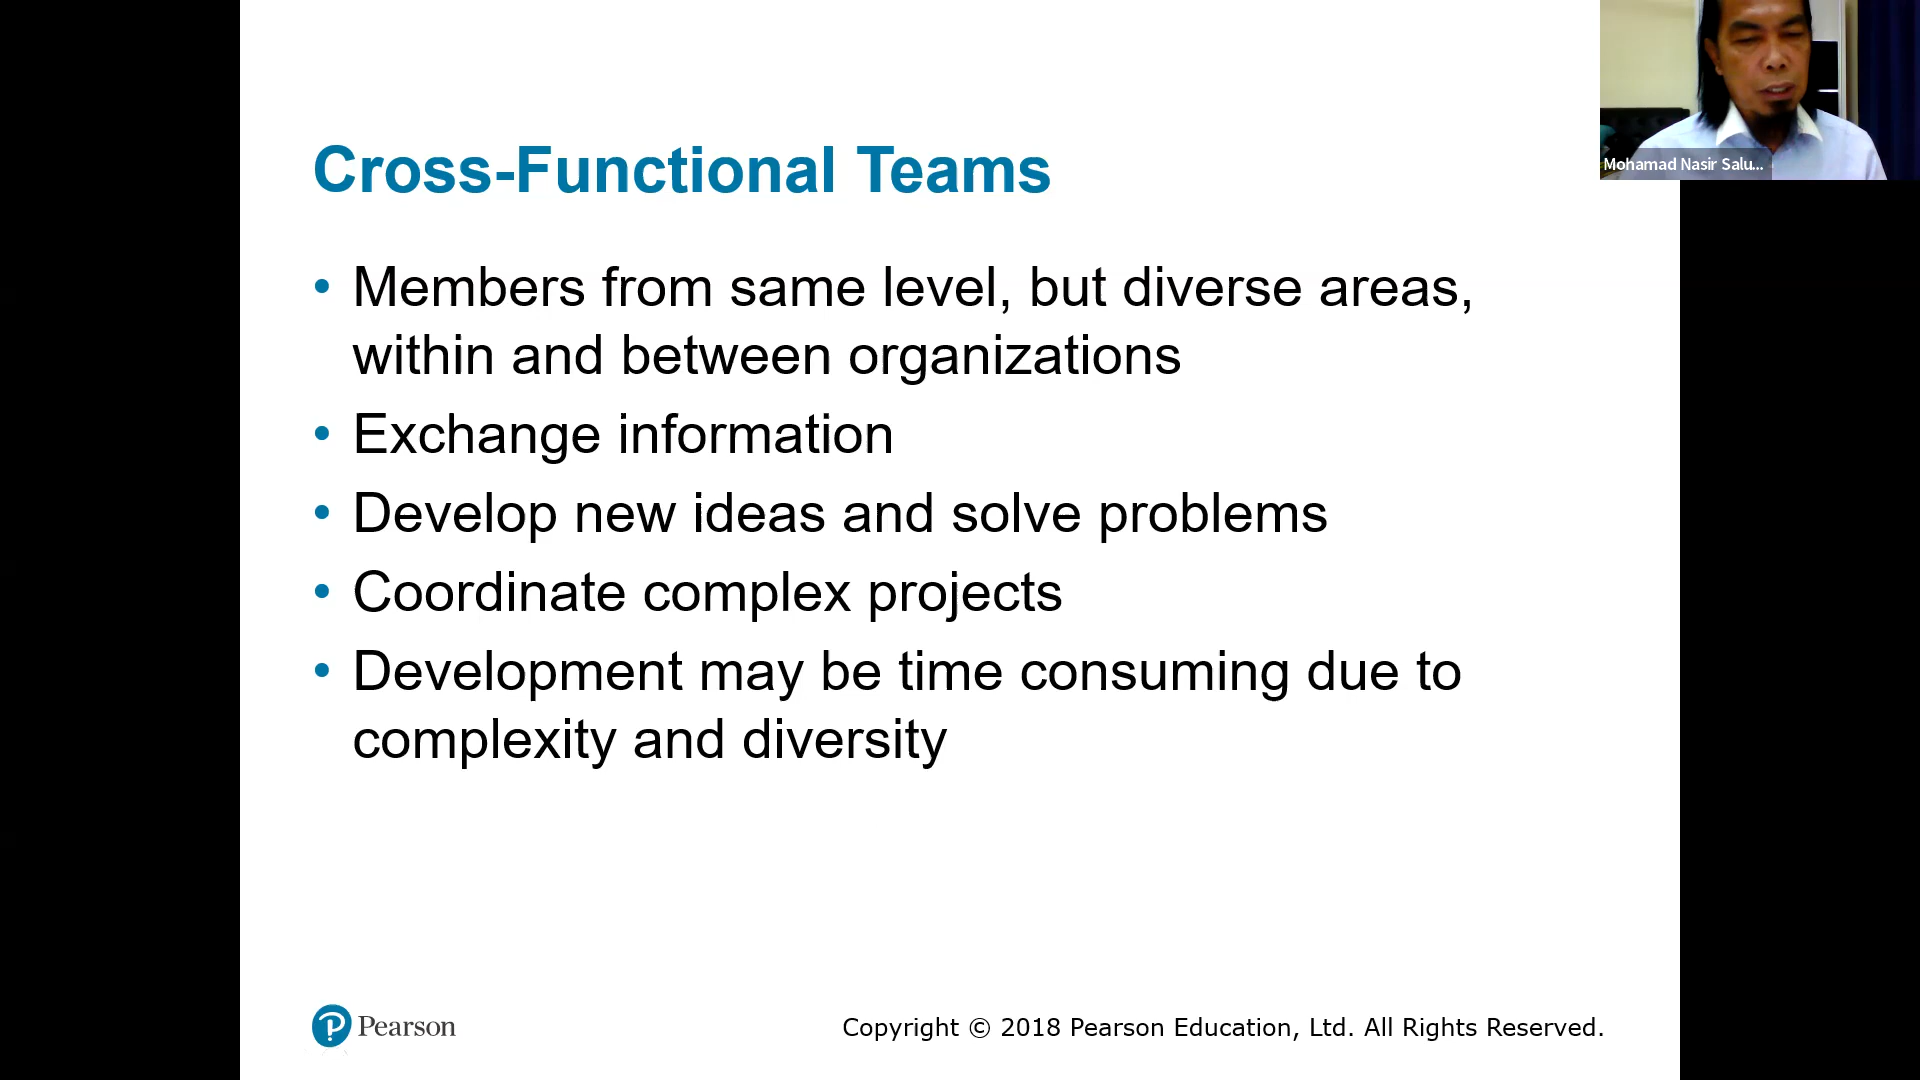 Mohamad Nasir Salu...
Cross-Functional Teams
• Members from same level, but diverse areas,
within and between organizations
• Exchange information
• Develop new ideas and solve problems
• Coordinate complex projects
• Development may be time consuming due to
complexity and diversity
Pearson
Copyright © 2018 Pearson Education, Ltd. All Rights Reserved.